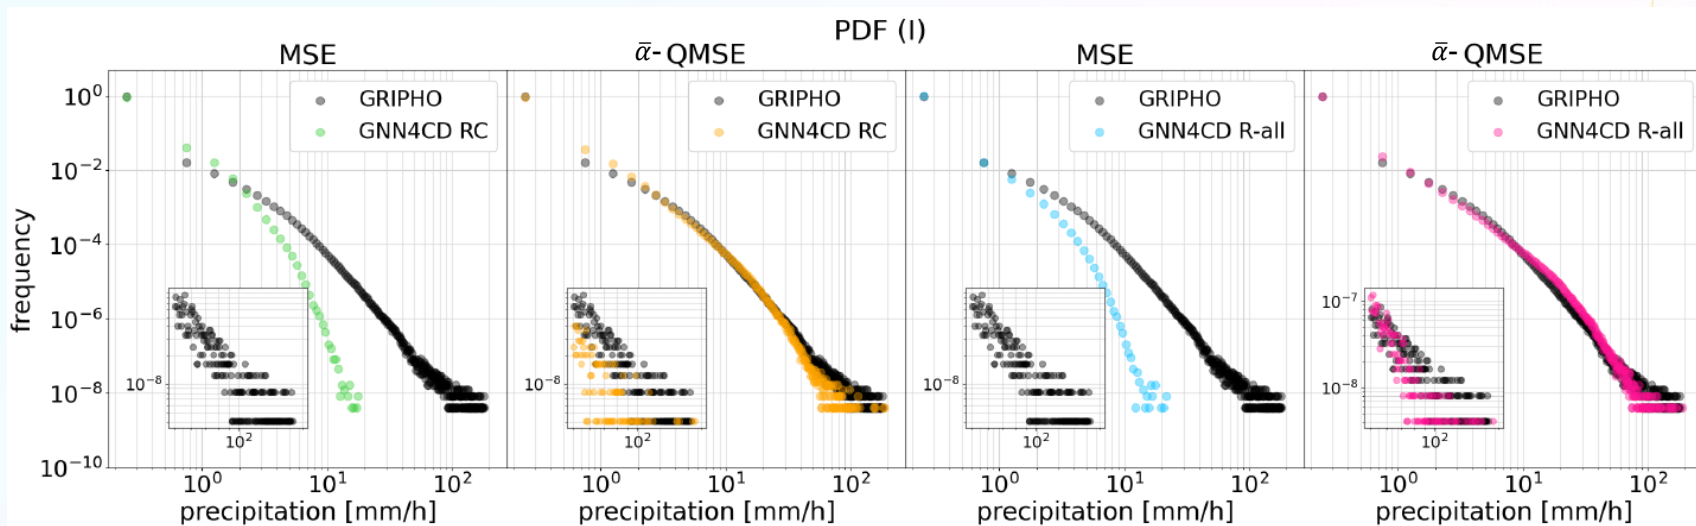 PDF (I)
MSE
ᾱ- QMSE
MSE
ᾱ- QMSE
GRIPHO
GNN4CD RC
GRIPHO
GNN4CD RC
GRIPHO
GNN4CD R-all
GRIPHO
GNN4CD R-all
frequency
10⁰
10⁻²
10⁻⁴
10⁻⁶
10⁻⁸
10⁻¹⁰
10⁻⁸
10²
10⁻⁸
10²
10⁻⁸
10²
10⁻⁷
10⁻⁸
10²
10⁰ 10¹ 10²
10⁰ 10¹ 10²
10⁰ 10¹ 10²
10⁰ 10¹ 10²
precipitation [mm/h]
precipitation [mm/h]
precipitation [mm/h]
precipitation [mm/h]